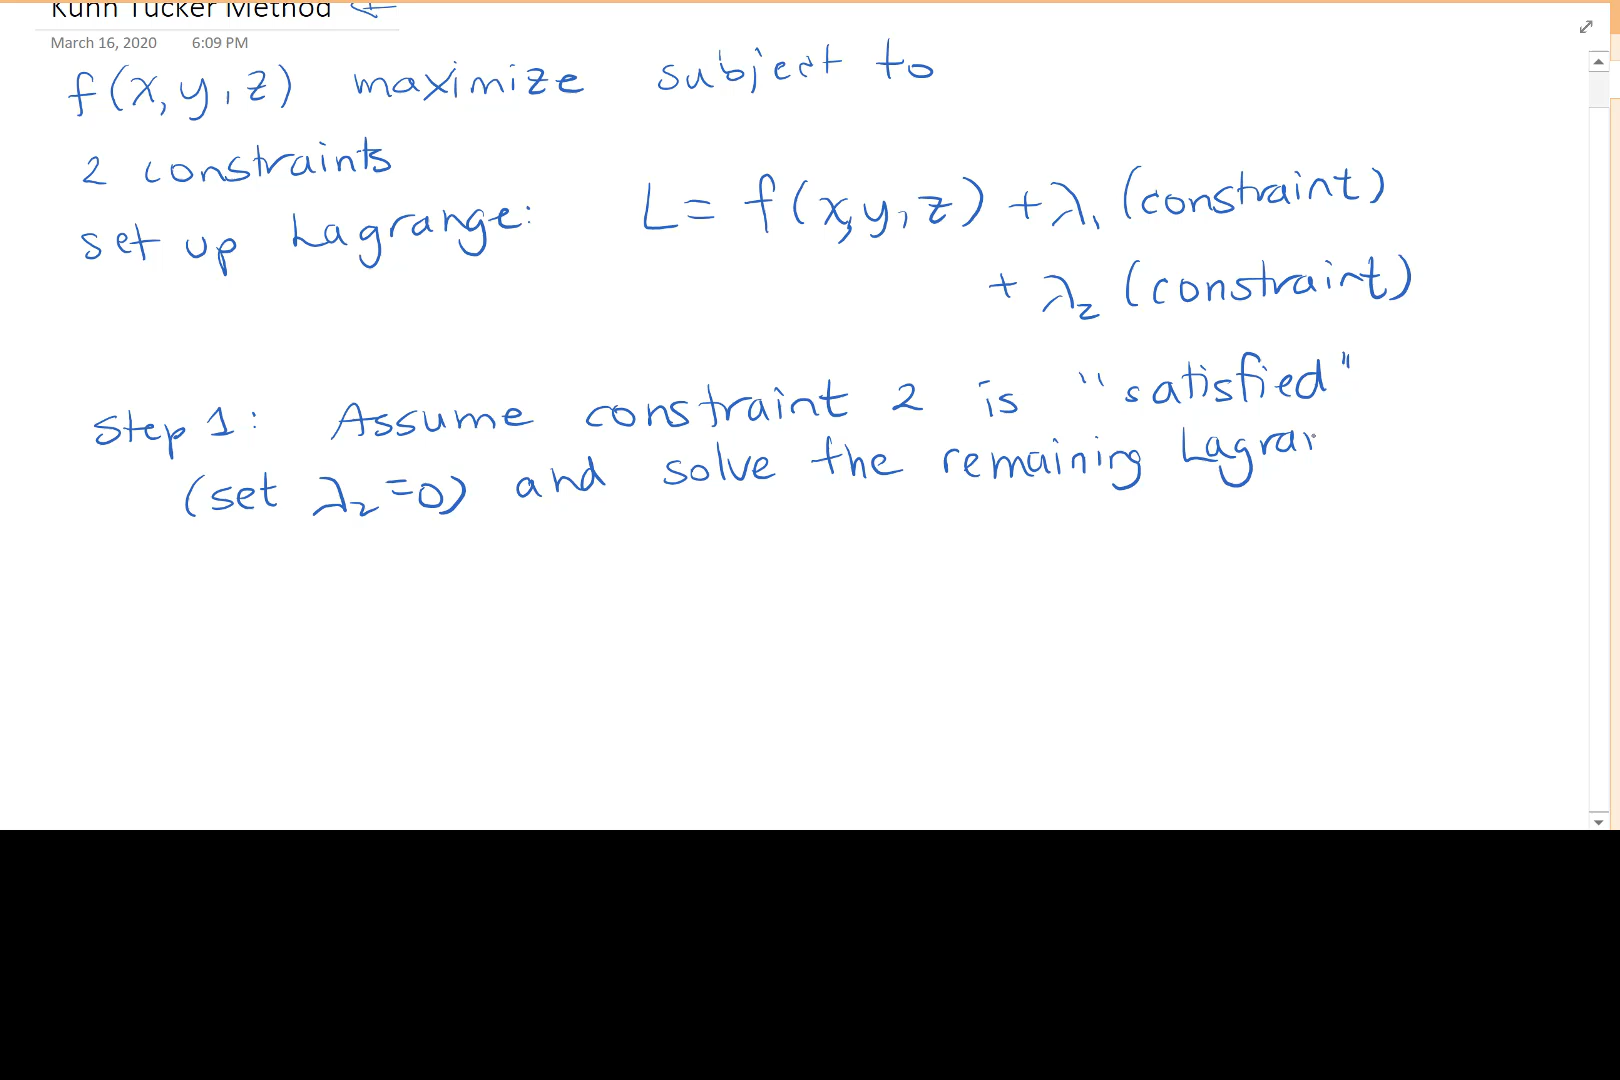 Kuhn Tucker Method
March 16, 2020 6:09 PM
f(x, y, z) maximize subject to
2 constraints
set up Lagrange: L = f(x, y, z) + λ₁ (constraint)
+ λ₂ (constraint)
Step 1: Assume constraint 2 is "satisfied"
(set λ₂ = 0) and solve the remaining Lagra